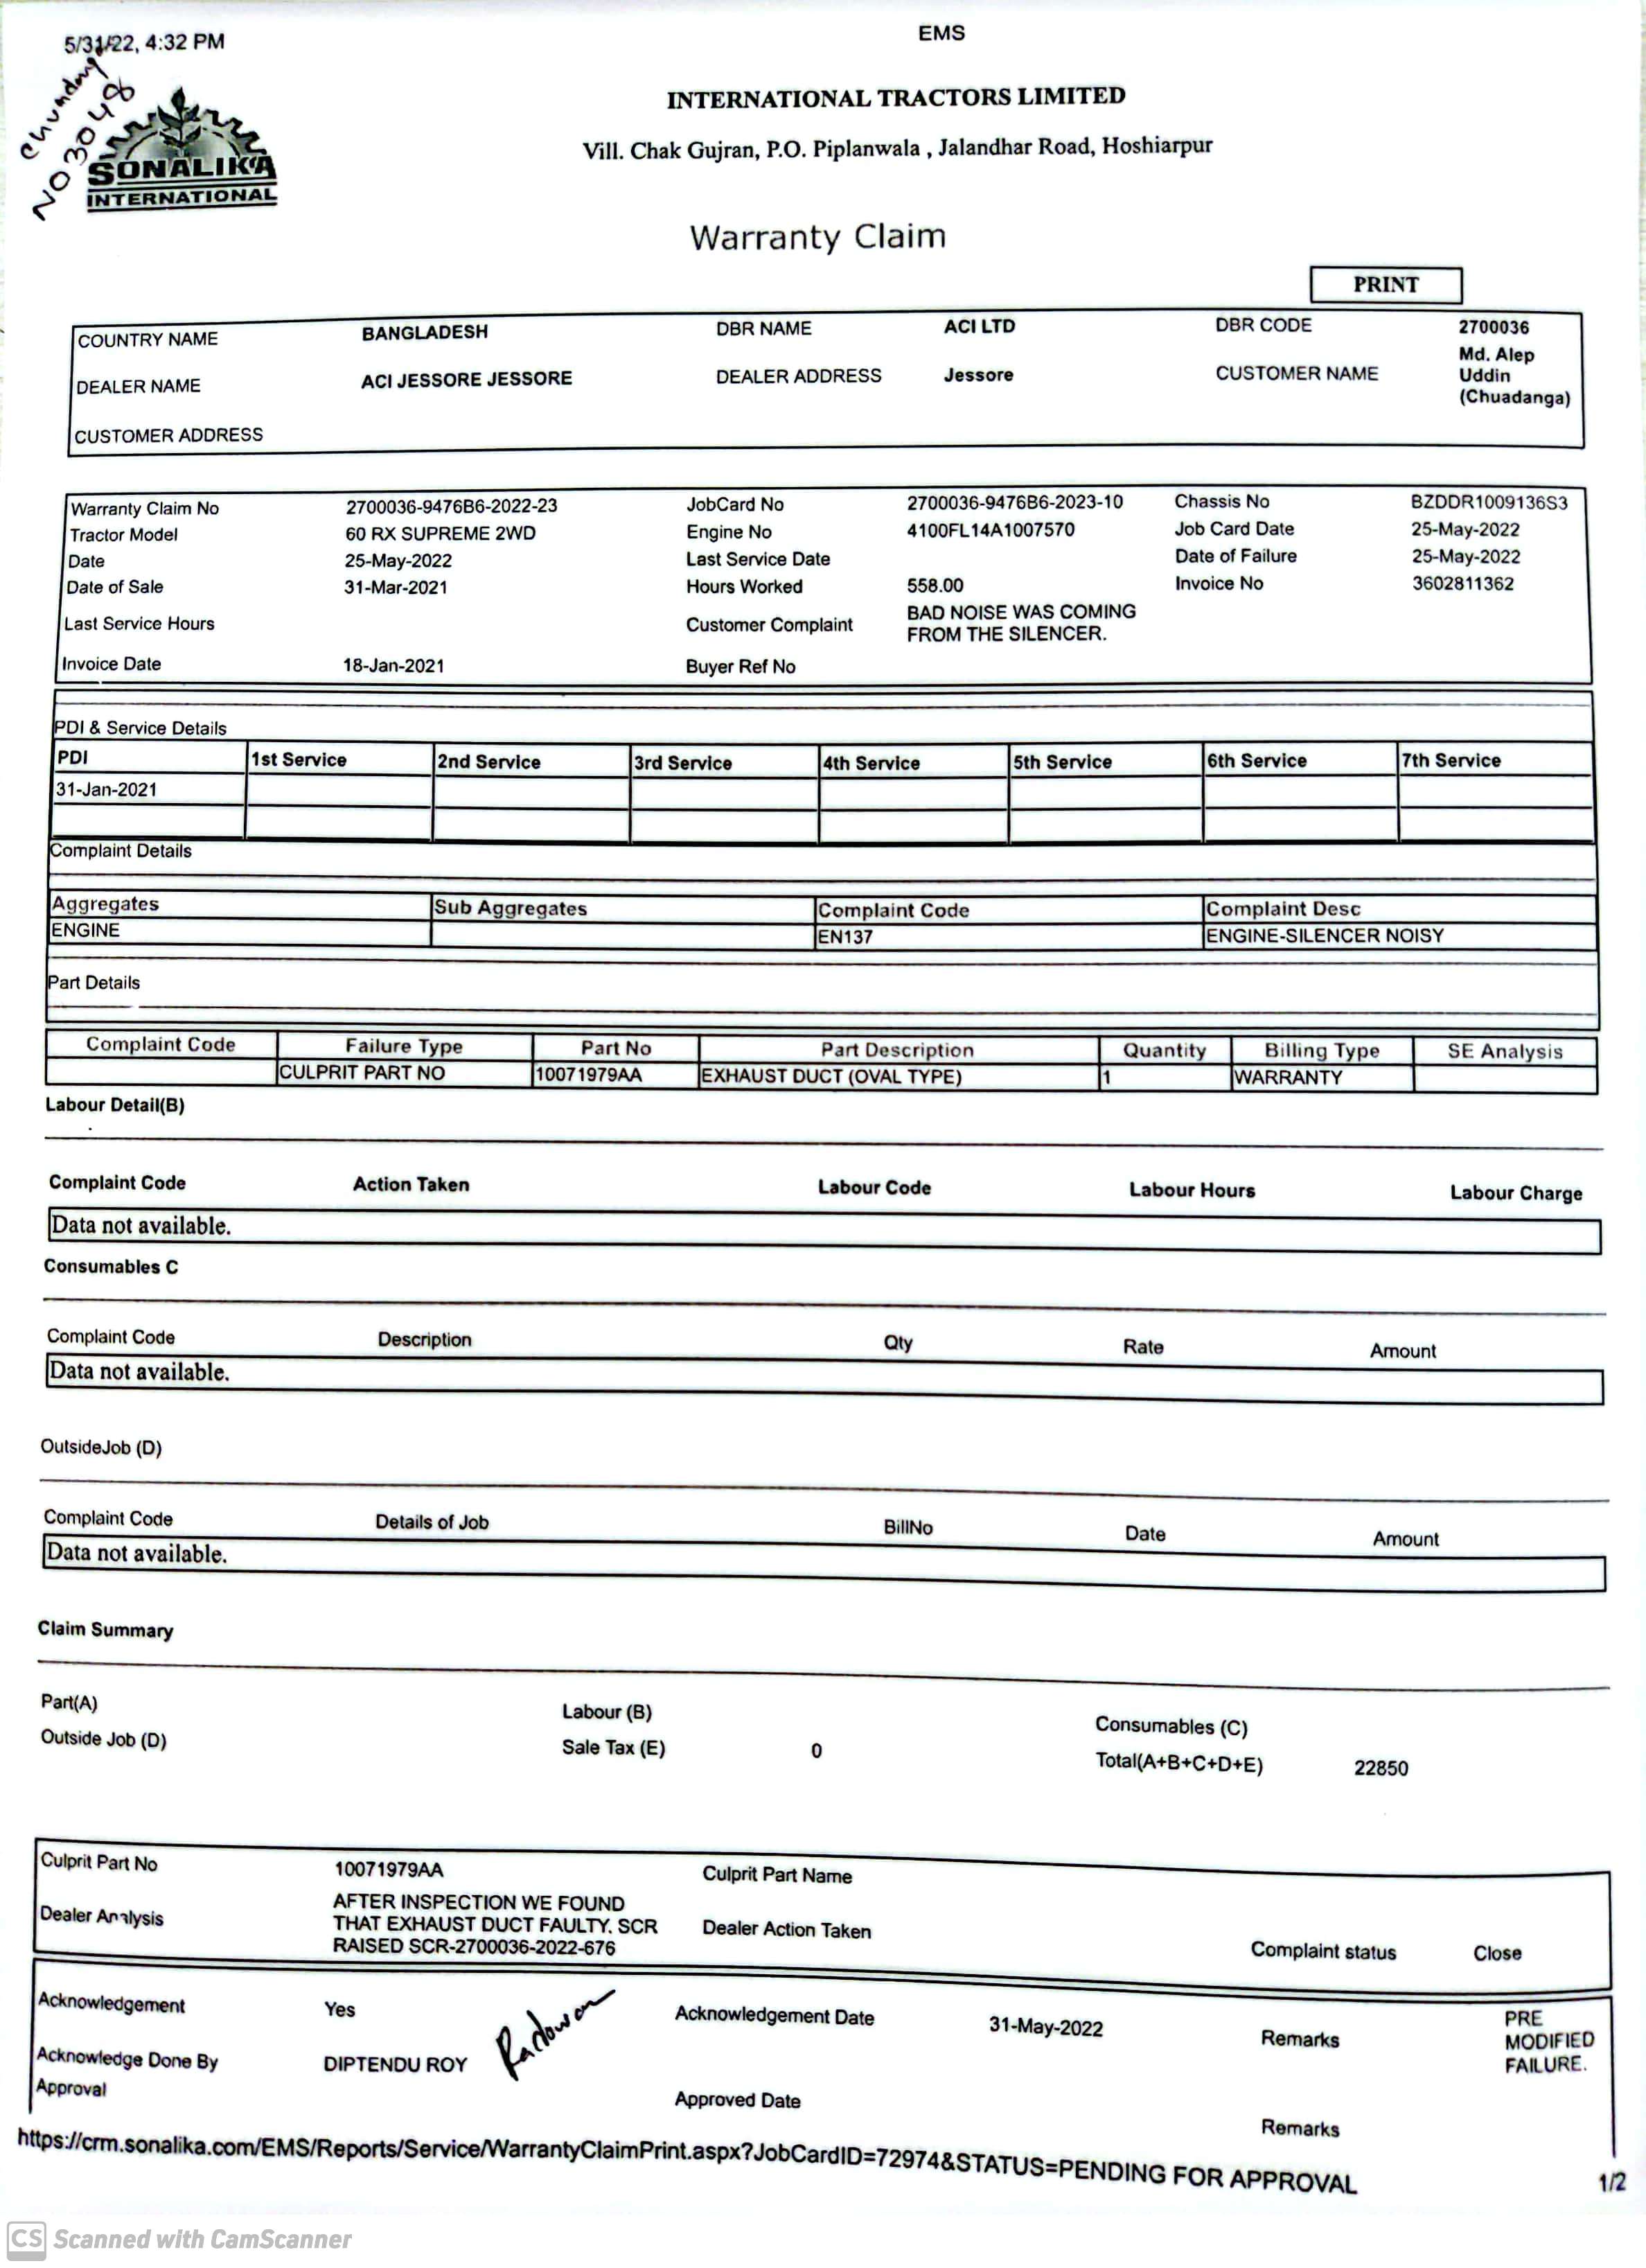 5/31/22, 4:32 PM
EMS
NO 3048
SONALIKA
INTERNATIONAL
INTERNATIONAL TRACTORS LIMITED
Vill. Chak Gujran, P.O. Piplanwala , Jalandhar Road, Hoshiarpur
Warranty Claim
PRINT
COUNTRY NAME BANGLADESH DBR NAME ACI LTD DBR CODE 2700036
DEALER NAME ACI JESSORE JESSORE DEALER ADDRESS Jessore CUSTOMER NAME Md. Alep
Uddin
(Chuadanga)
CUSTOMER ADDRESS
Warranty Claim No 2700036-9476B6-2022-23 JobCard No 2700036-9476B6-2023-10 Chassis No BZDDR1009136S3
Tractor Model 60 RX SUPREME 2WD Engine No 4100FL14A1007570 Job Card Date 25-May-2022
Date 25-May-2022 Last Service Date Date of Failure 25-May-2022
Date of Sale 31-Mar-2021 Hours Worked 558.00 Invoice No 3602811362
Last Service Hours Customer Complaint BAD NOISE WAS COMING
FROM THE SILENCER.
Invoice Date 18-Jan-2021 Buyer Ref No
PDI & Service Details
PDI 1st Service 2nd Service 3rd Service 4th Service 5th Service 6th Service 7th Service
31-Jan-2021
Complaint Details
Aggregates Sub Aggregates Complaint Code Complaint Desc
ENGINE EN137 ENGINE-SILENCER NOISY
Part Details
Complaint Code Failure Type Part No Part Description Quantity Billing Type SE Analysis
CULPRIT PART NO 10071979AA EXHAUST DUCT (OVAL TYPE) 1 WARRANTY
Labour Detail(B)
Complaint Code Action Taken Labour Code Labour Hours Labour Charge
Data not available.
Consumables C
Complaint Code Description Qty Rate Amount
Data not available.
OutsideJob (D)
Complaint Code Details of Job BillNo Date Amount
Data not available.
Claim Summary
Part(A) Labour (B) Consumables (C)
Outside Job (D) Sale Tax (E) 0 Total(A+B+C+D+E) 22850
Culprit Part No 10071979AA Culprit Part Name
Dealer Analysis AFTER INSPECTION WE FOUND
THAT EXHAUST DUCT FAULTY. SCR
RAISED SCR-2700036-2022-676
Dealer Action Taken Complaint status Close
Acknowledgement Yes Acknowledgement Date 31-May-2022 Remarks PRE
MODIFIED
FAILURE.
Acknowledge Done By DIPTENDU ROY
Radowan
Approval Approved Date Remarks
https://crm.sonalika.com/EMS/Reports/Service/WarrantyClaimPrint.aspx?JobCardID=72974&STATUS=PENDING FOR APPROVAL
1/2
CS Scanned with CamScanner